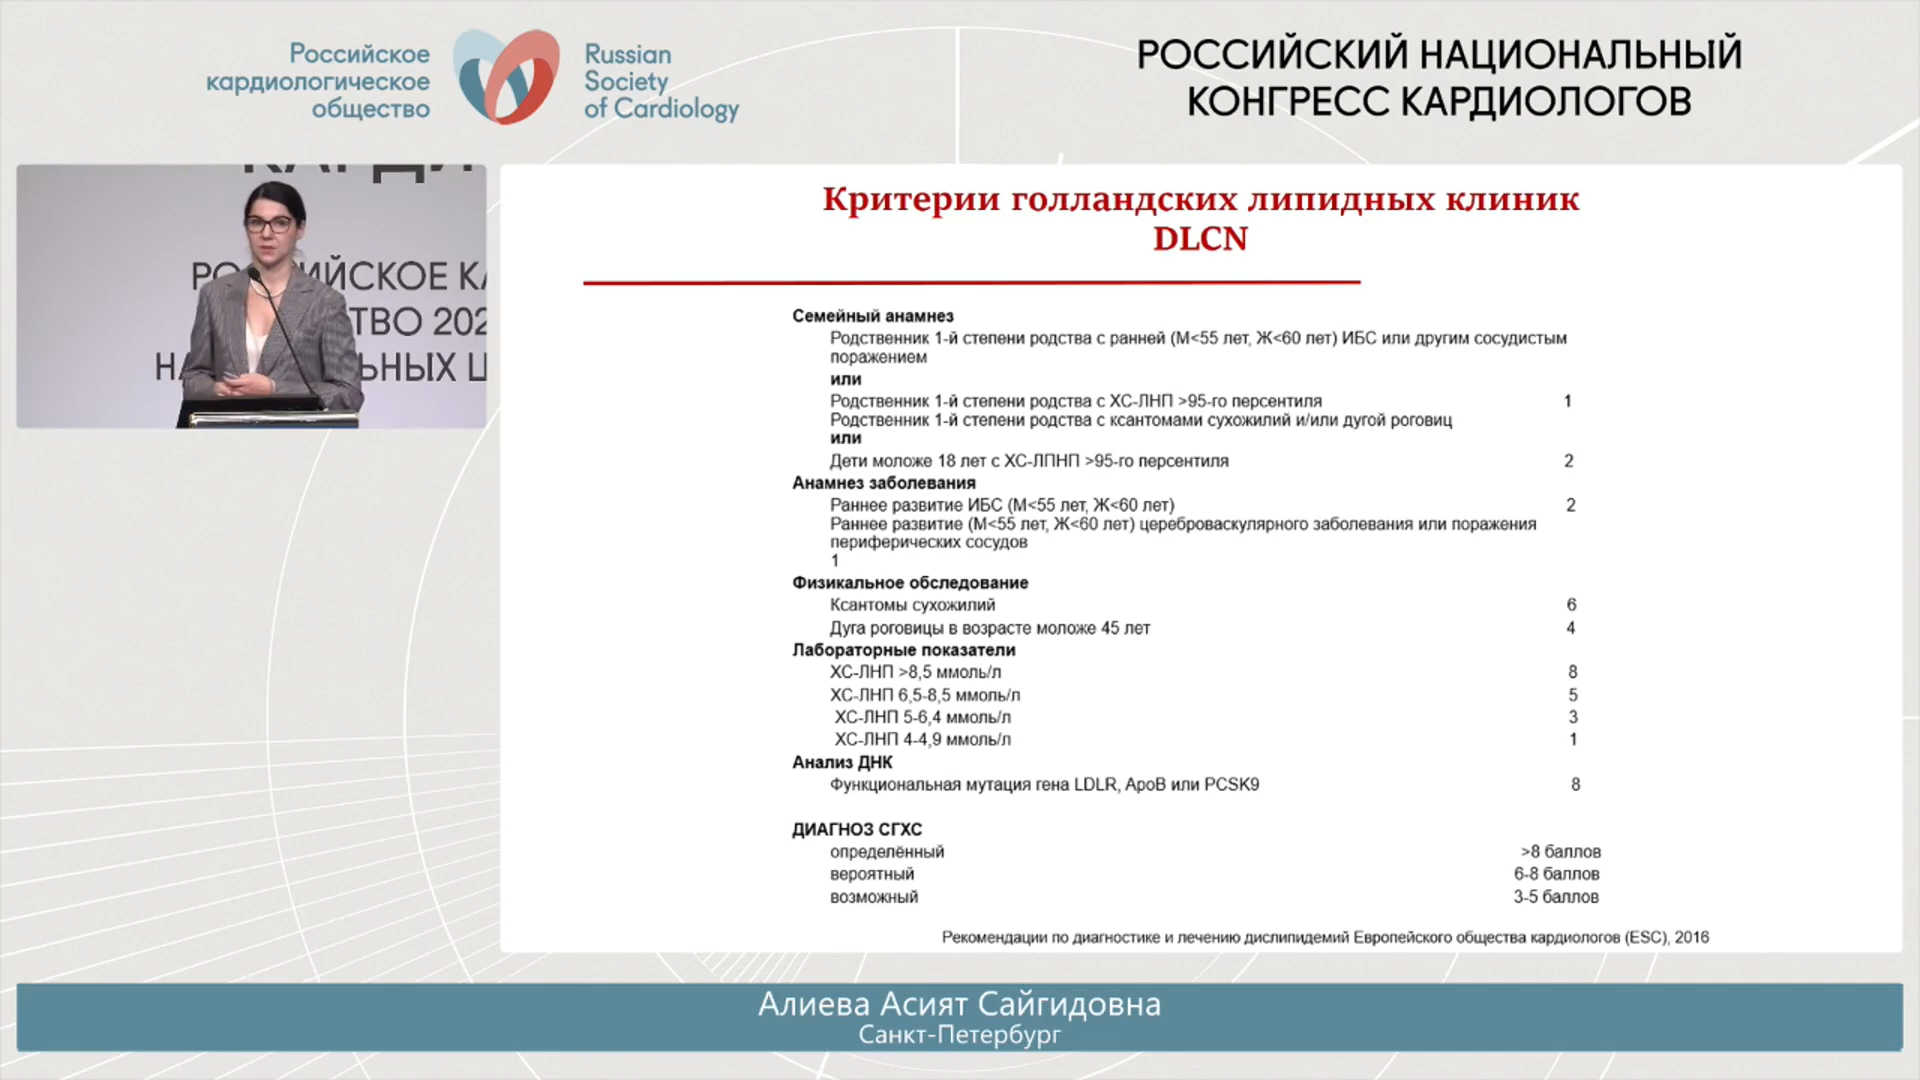 Российское
кардиологическое
общество
Russian
Society
of Cardiology
РОССИЙСКИЙ НАЦИОНАЛЬНЫЙ
КОНГРЕСС КАРДИОЛОГОВ
ТВО 202
Критерии голландских липидных клиник
DLCN
Семейный анамнез
Родственник 1-й степени родства с ранней (М<55 лет, Ж<60 лет) ИБС или другим сосудистым
поражением
или
Родственник 1-й степени родства с ХС-ЛНП >95-го персентиля 1
Родственник 1-й степени родства с ксантомами сухожилий и/или дугой роговиц
или
Дети моложе 18 лет с ХС-ЛПНП >95-го персентиля 2
Анамнез заболевания
Раннее развитие ИБС (М<55 лет, Ж<60 лет) 2
Раннее развитие (М<55 лет, Ж<60 лет) цереброваскулярного заболевания или поражения
периферических сосудов
1
Физикальное обследование
Ксантомы сухожилий 6
Дуга роговицы в возрасте моложе 45 лет 4
Лабораторные показатели
ХС-ЛНП >8,5 ммоль/л 8
ХС-ЛНП 6,5-8,5 ммоль/л 5
ХС-ЛНП 5-6,4 ммоль/л 3
ХС-ЛНП 4-4,9 ммоль/л 1
Анализ ДНК
Функциональная мутация гена LDLR, ApoB или PCSK9 8
ДИАГНОЗ СГХС
определённый >8 баллов
вероятный 6-8 баллов
возможный 3-5 баллов
Рекомендации по диагностике и лечению дислипидемий Европейского общества кардиологов (ESC), 2016
Алиева Асият Сайгидовна
Санкт-Петербург